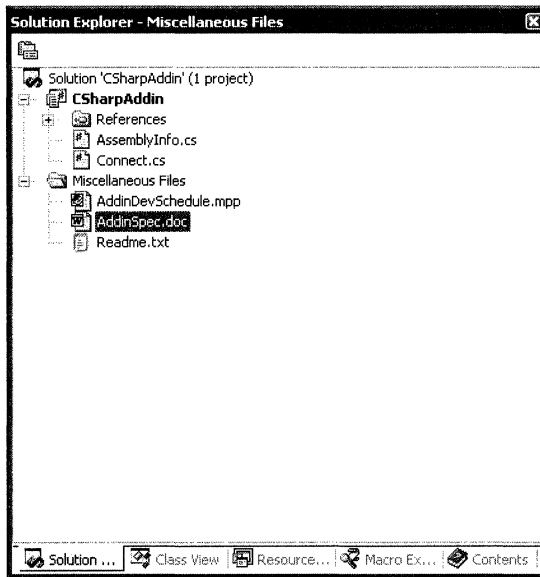 Solution Explorer - Miscellaneous Files
Solution 'CSharpAddin' (1 project)
CSharpAddin
References
AssemblyInfo.cs
Connect.cs
Miscellaneous Files
AddinDevSchedule.mpp
AddinSpec.doc
Readme.txt
Solution ... Class View Resource... Macro Ex... Contents